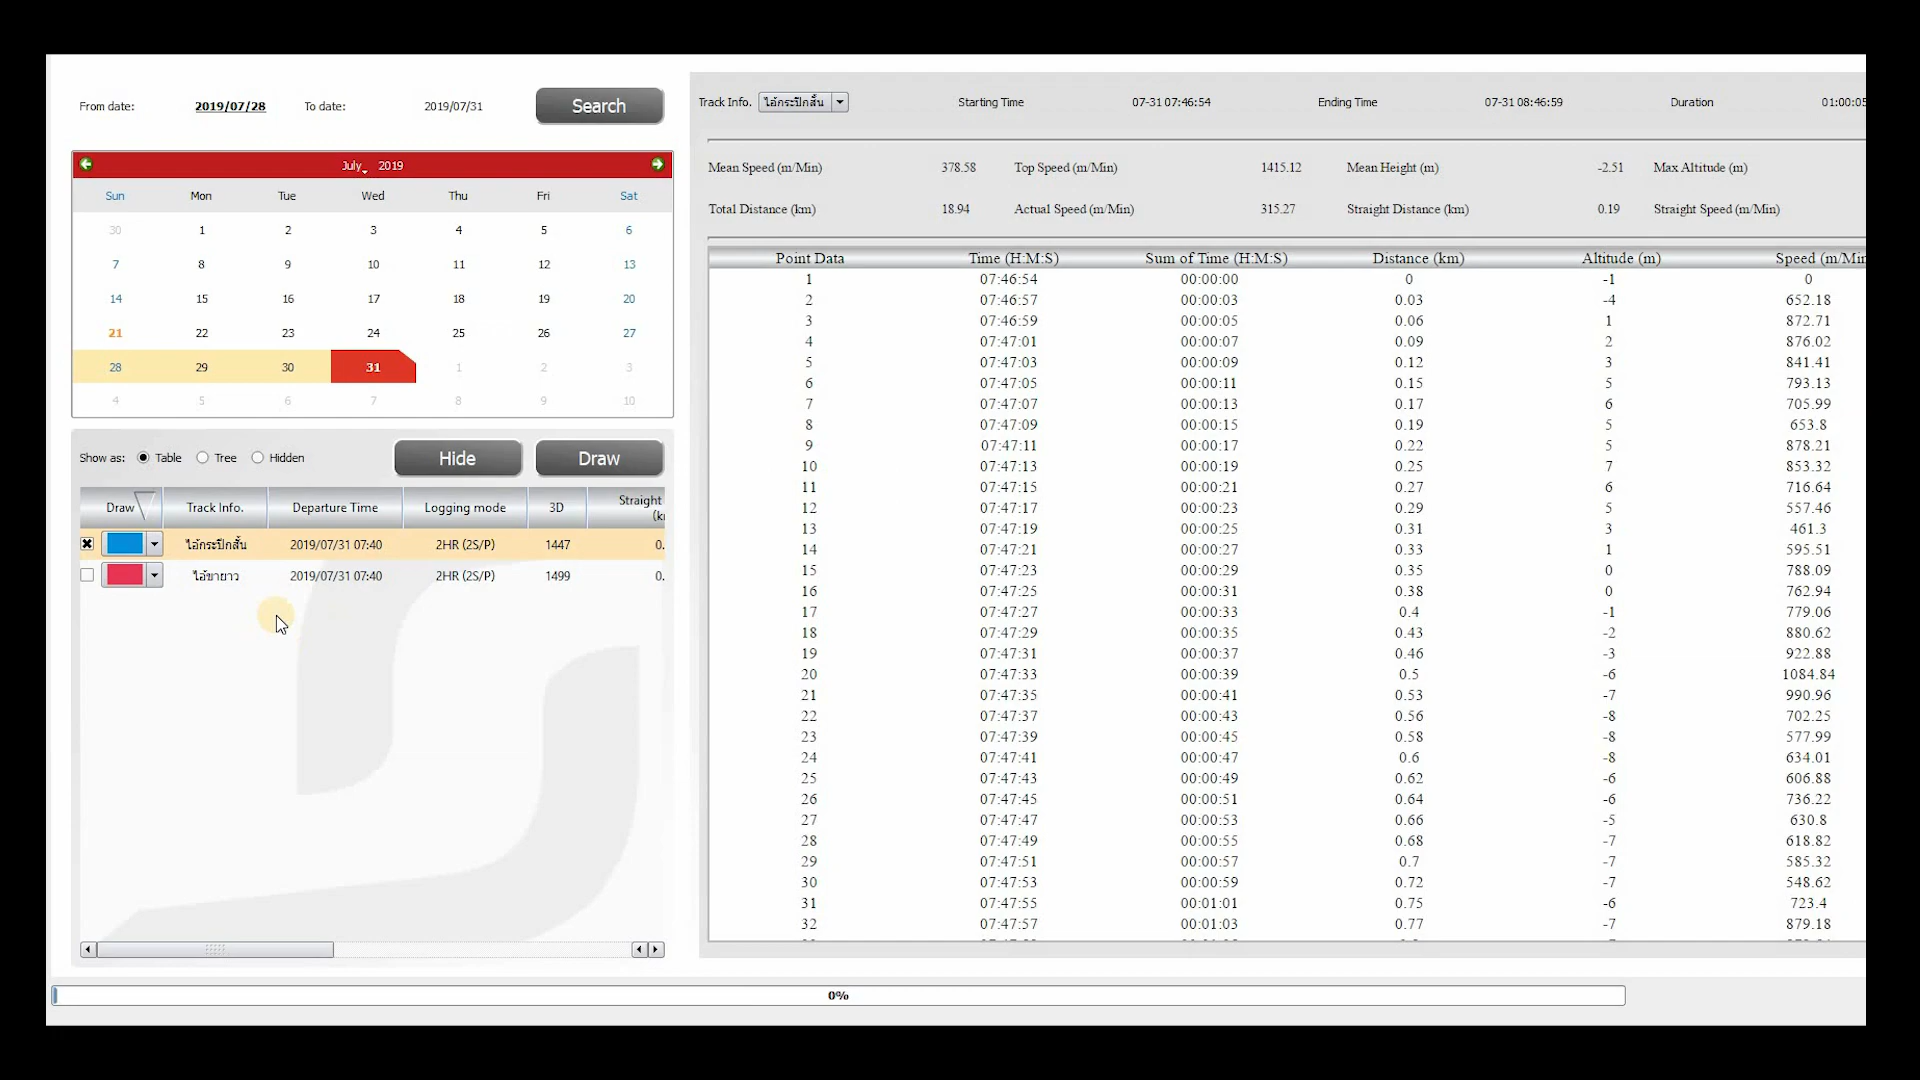 From date: 2019/07/28 To date: 2019/07/31 Search
July 2019
Sun Mon Tue Wed Thu Fri Sat
30 1 2 3 4 5 6
7 8 9 10 11 12 13
14 15 16 17 18 19 20
21 22 23 24 25 26 27
28 29 30 31 1 2 3
4 5 6 7 8 9 10
Show as: Table Tree Hidden Hide Draw
Draw Track Info. Departure Time Logging mode 3D Straight
ไอ้กระปิกสั้น 2019/07/31 07:40 2HR (2S/P) 1447 0.
ไอ้ขายาว 2019/07/31 07:40 2HR (2S/P) 1499 0.
Track Info. ไอ้กระปิกสั้น Starting Time 07-31 07:46:54 Ending Time 07-31 08:46:59 Duration 01:00:05
Mean Speed (m/Min) 378.58 Top Speed (m/Min) 1415.12 Mean Height (m) -2.51 Max Altitude (m)
Total Distance (km) 18.94 Actual Speed (m/Min) 315.27 Straight Distance (km) 0.19 Straight Speed (m/Min)
Point Data Time (H:M:S) Sum of Time (H:M:S) Distance (km) Altitude (m) Speed (m/Min
1 07:46:54 00:00:00 0 -1 0
2 07:46:57 00:00:03 0.03 -4 652.18
3 07:46:59 00:00:05 0.06 1 872.71
4 07:47:01 00:00:07 0.09 2 876.02
5 07:47:03 00:00:09 0.12 3 841.41
6 07:47:05 00:00:11 0.15 5 793.13
7 07:47:07 00:00:13 0.17 6 705.99
8 07:47:09 00:00:15 0.19 5 653.8
9 07:47:11 00:00:17 0.22 5 878.21
10 07:47:13 00:00:19 0.25 7 853.32
11 07:47:15 00:00:21 0.27 6 716.64
12 07:47:17 00:00:23 0.29 5 557.46
13 07:47:19 00:00:25 0.31 3 461.3
14 07:47:21 00:00:27 0.33 1 595.51
15 07:47:23 00:00:29 0.35 0 788.09
16 07:47:25 00:00:31 0.38 0 762.94
17 07:47:27 00:00:33 0.4 -1 779.06
18 07:47:29 00:00:35 0.43 -2 880.62
19 07:47:31 00:00:37 0.46 -3 922.88
20 07:47:33 00:00:39 0.5 -6 1084.84
21 07:47:35 00:00:41 0.53 -7 990.96
22 07:47:37 00:00:43 0.56 -8 702.25
23 07:47:39 00:00:45 0.58 -8 577.99
24 07:47:41 00:00:47 0.6 -8 634.01
25 07:47:43 00:00:49 0.62 -6 606.88
26 07:47:45 00:00:51 0.64 -6 736.22
27 07:47:47 00:00:53 0.66 -5 630.8
28 07:47:49 00:00:55 0.68 -7 618.82
29 07:47:51 00:00:57 0.7 -7 585.32
30 07:47:53 00:00:59 0.72 -7 548.62
31 07:47:55 00:01:01 0.75 -6 723.4
32 07:47:57 00:01:03 0.77 -7 879.18
0%